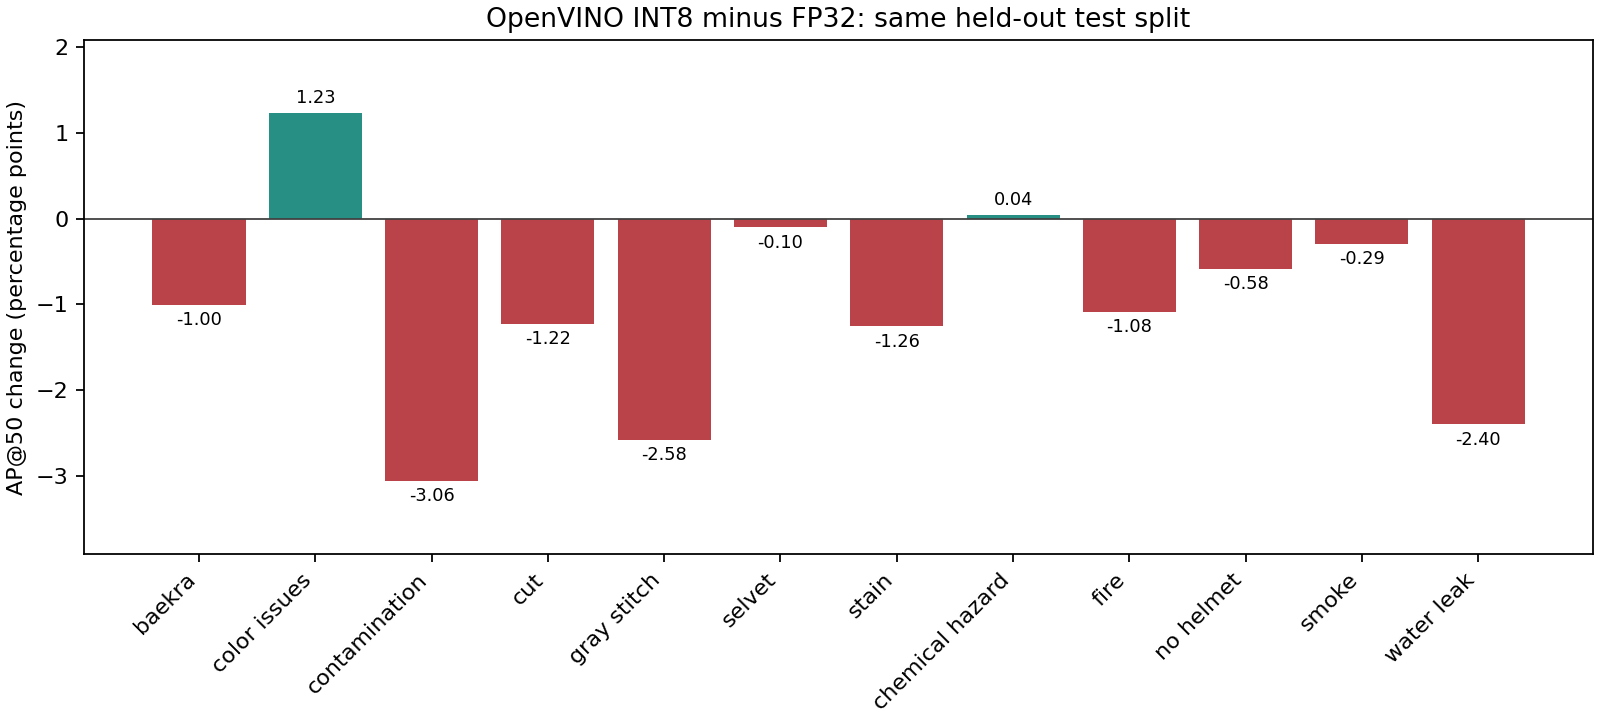 OpenVINO INT8 minus FP32: same held-out test split
AP@50 change (percentage points)
2
1
0
−1
−2
−3
-1.00
1.23
-3.06
-1.22
-2.58
-0.10
-1.26
0.04
-1.08
-0.58
-0.29
-2.40
baekra
color issues
contamination
cut
gray stitch
selvet
stain
chemical hazard
fire
no helmet
smoke
water leak